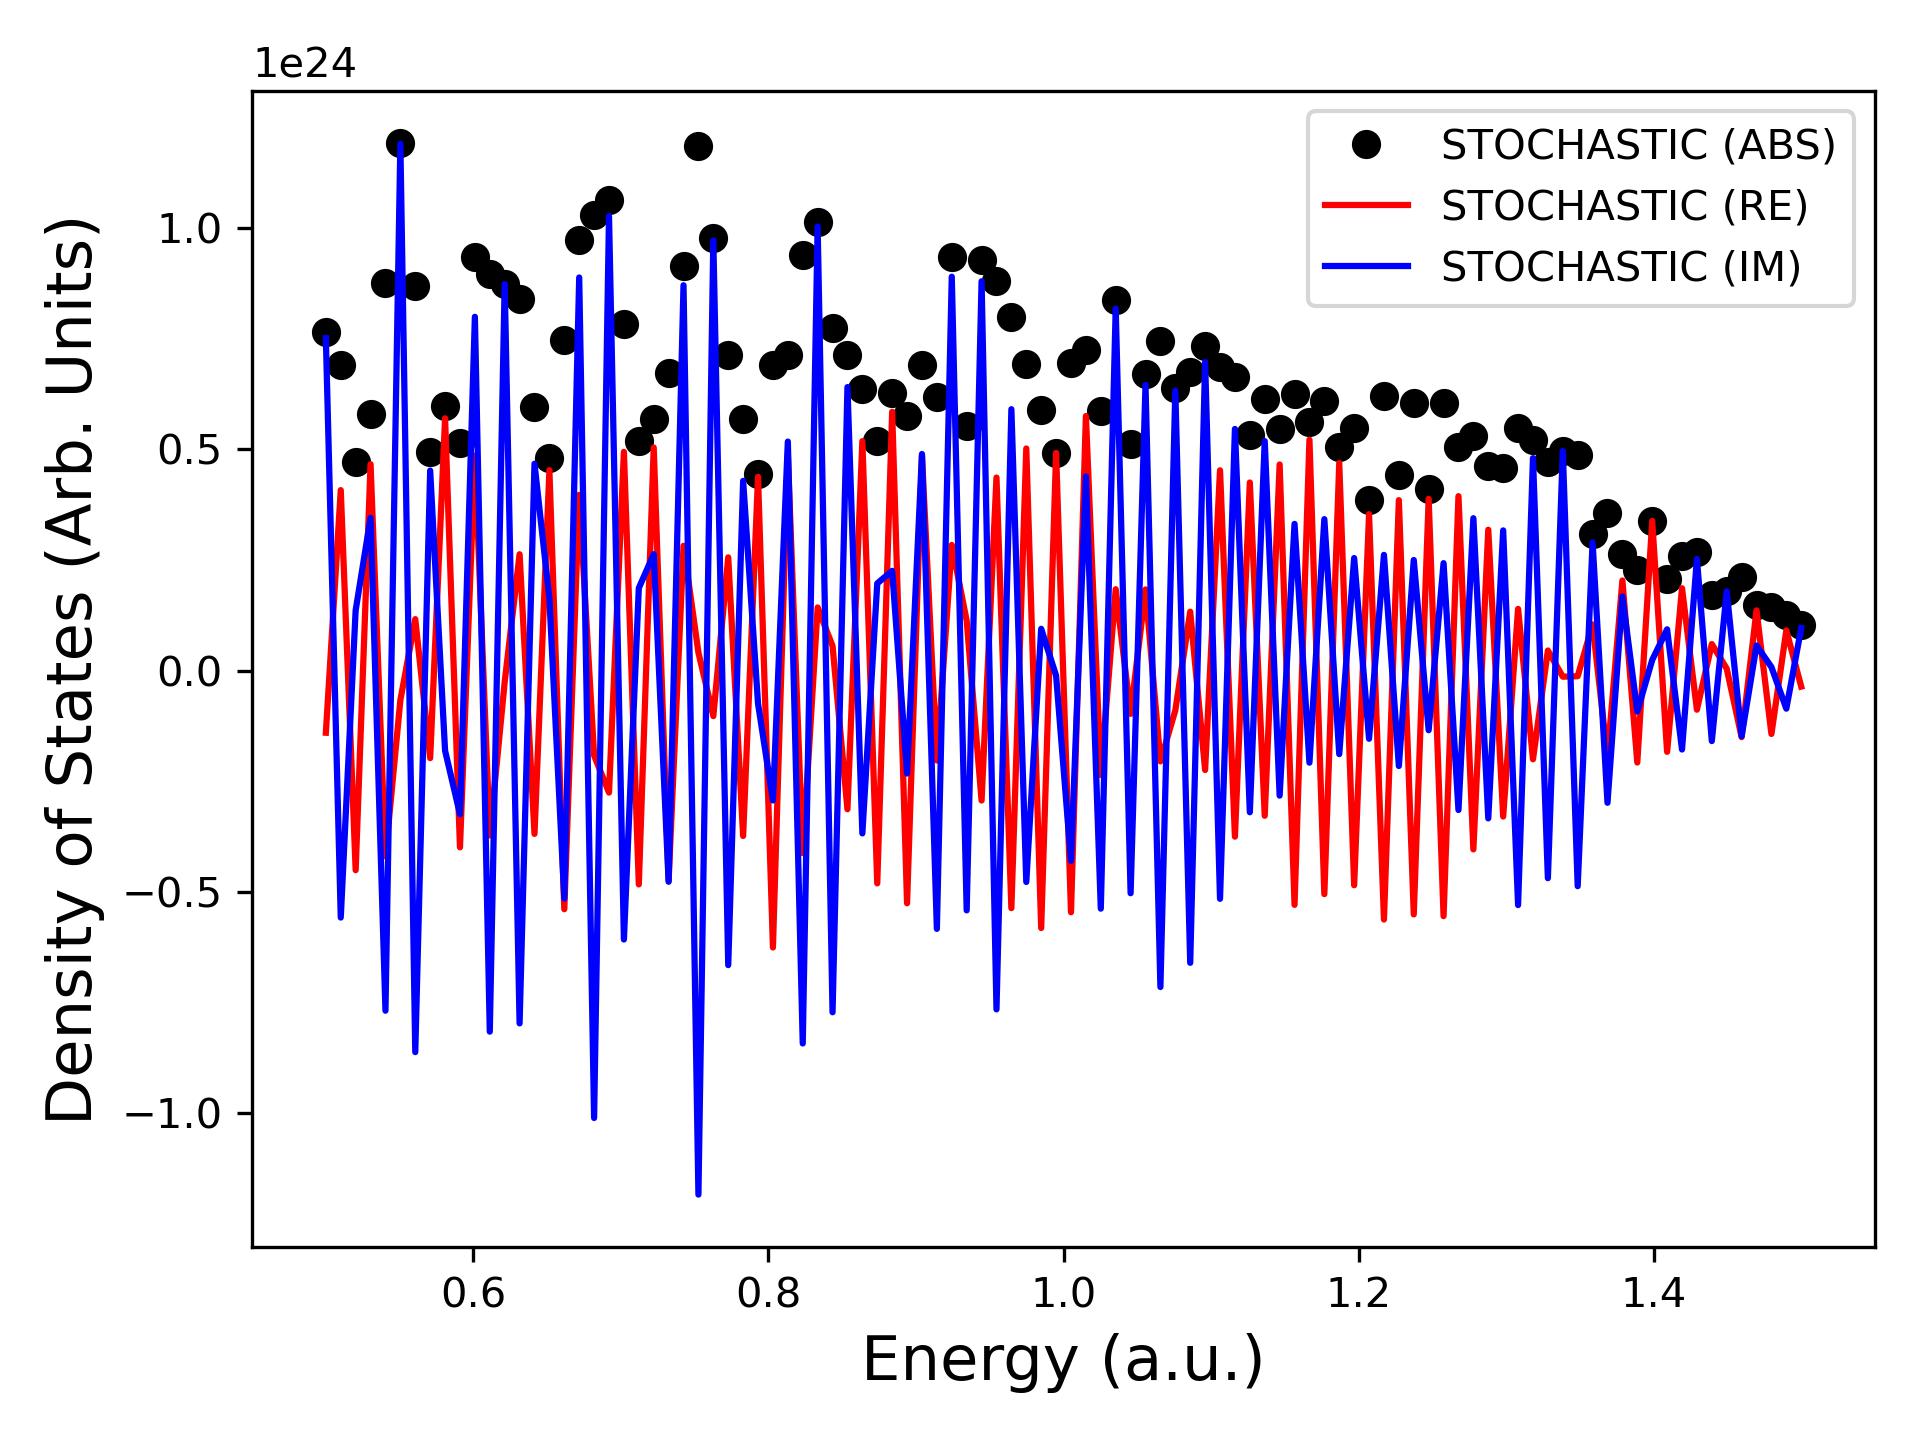 1e24
STOCHASTIC (ABS)
STOCHASTIC (RE)
STOCHASTIC (IM)
Density of States (Arb. Units)
1.0
0.5
0.0
−0.5
−1.0
0.6 0.8 1.0 1.2 1.4
Energy (a.u.)